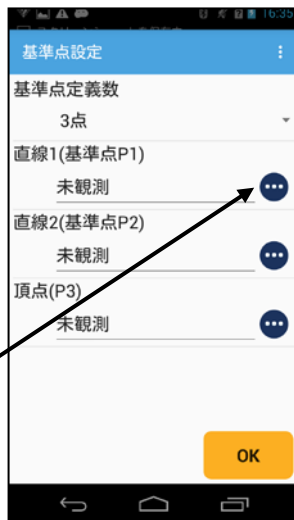 16:35
基準点設定
基準点定義数
3点
直線1(基準点P1)
未観測
直線2(基準点P2)
未観測
頂点(P3)
未観測
OK